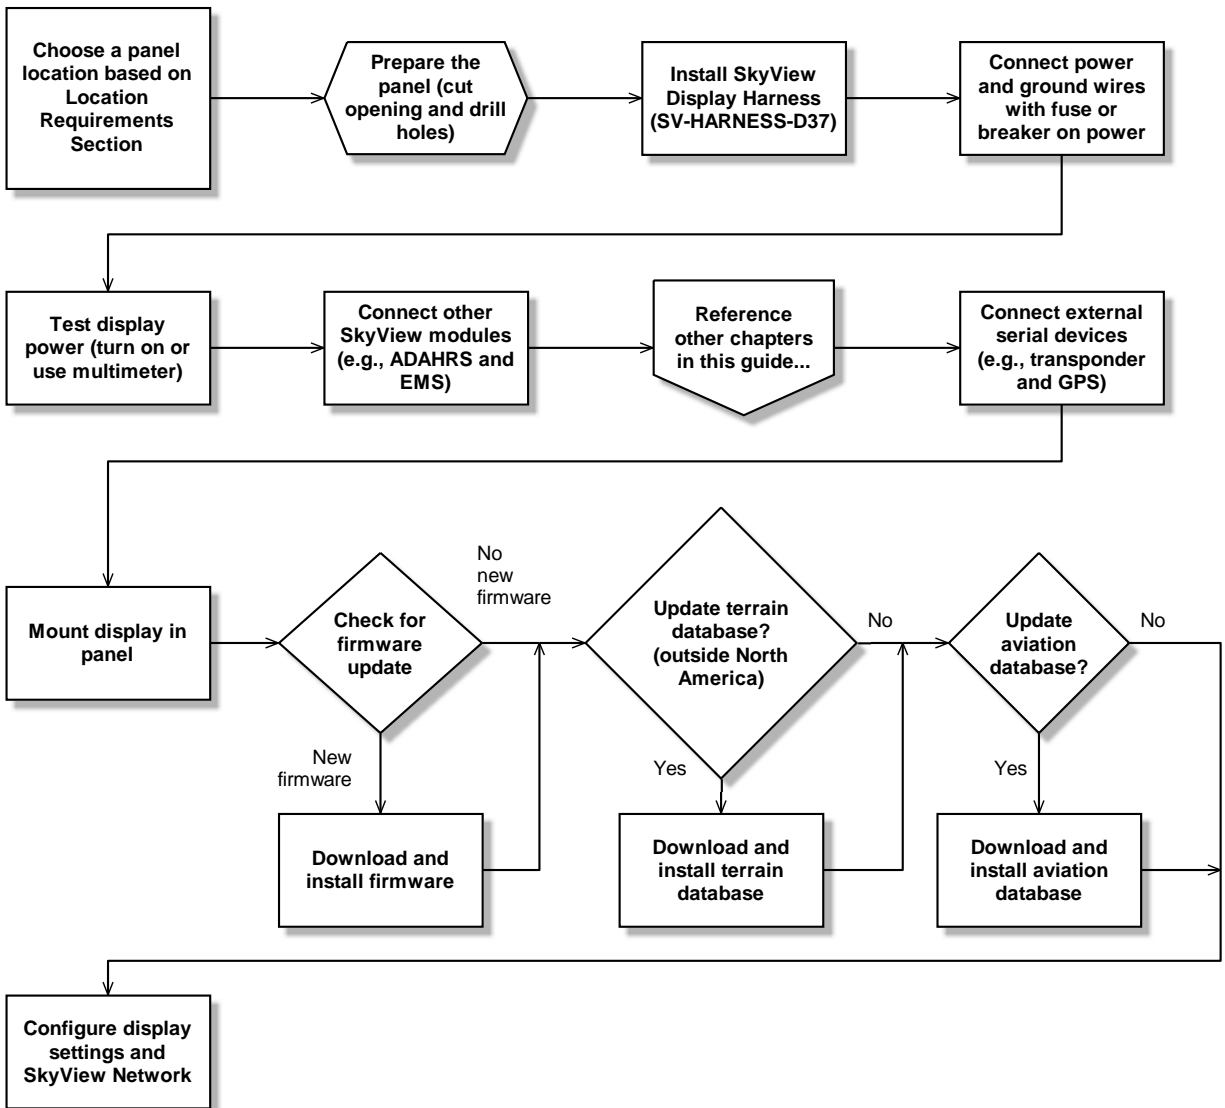 Choose a panel
location based on
Location
Requirements
Section
Prepare the
panel (cut
opening and drill
holes)
Install SkyView
Display Harness
(SV-HARNESS-D37)
Connect power
and ground wires
with fuse or
breaker on power
Test display
power (turn on or
use multimeter)
Connect other
SkyView modules
(e.g., ADAHRS and
EMS)
Reference
other chapters
in this guide...
Connect external
serial devices
(e.g., transponder
and GPS)
Mount display in
panel
Check for
firmware
update
No
new
firmware
New
firmware
Download and
install firmware
Update terrain
database?
(outside North
America)
No
Yes
Download and
install terrain
database
Update
aviation
database?
No
Yes
Download and
install aviation
database
Configure display
settings and
SkyView Network